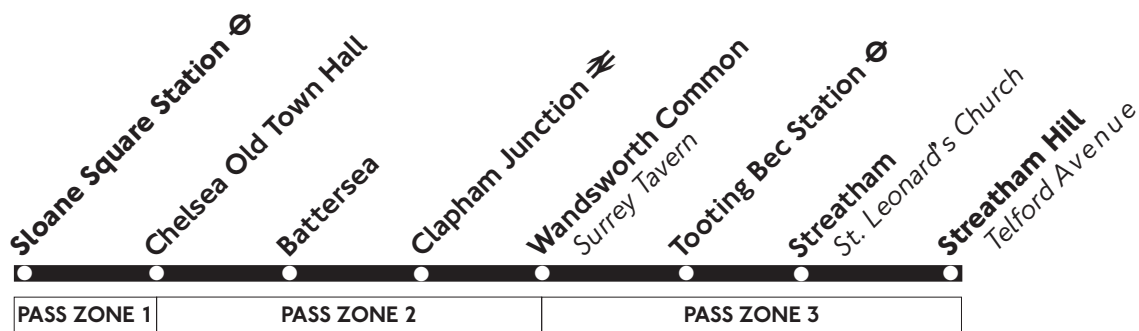 Sloane Square Station
Chelsea Old Town Hall
Battersea
Clapham Junction
Wandsworth Common
Surrey Tavern
Tooting Bec Station
Streatham
St. Leonard's Church
Streatham Hill
Telford Avenue
PASS ZONE 1
PASS ZONE 2
PASS ZONE 3